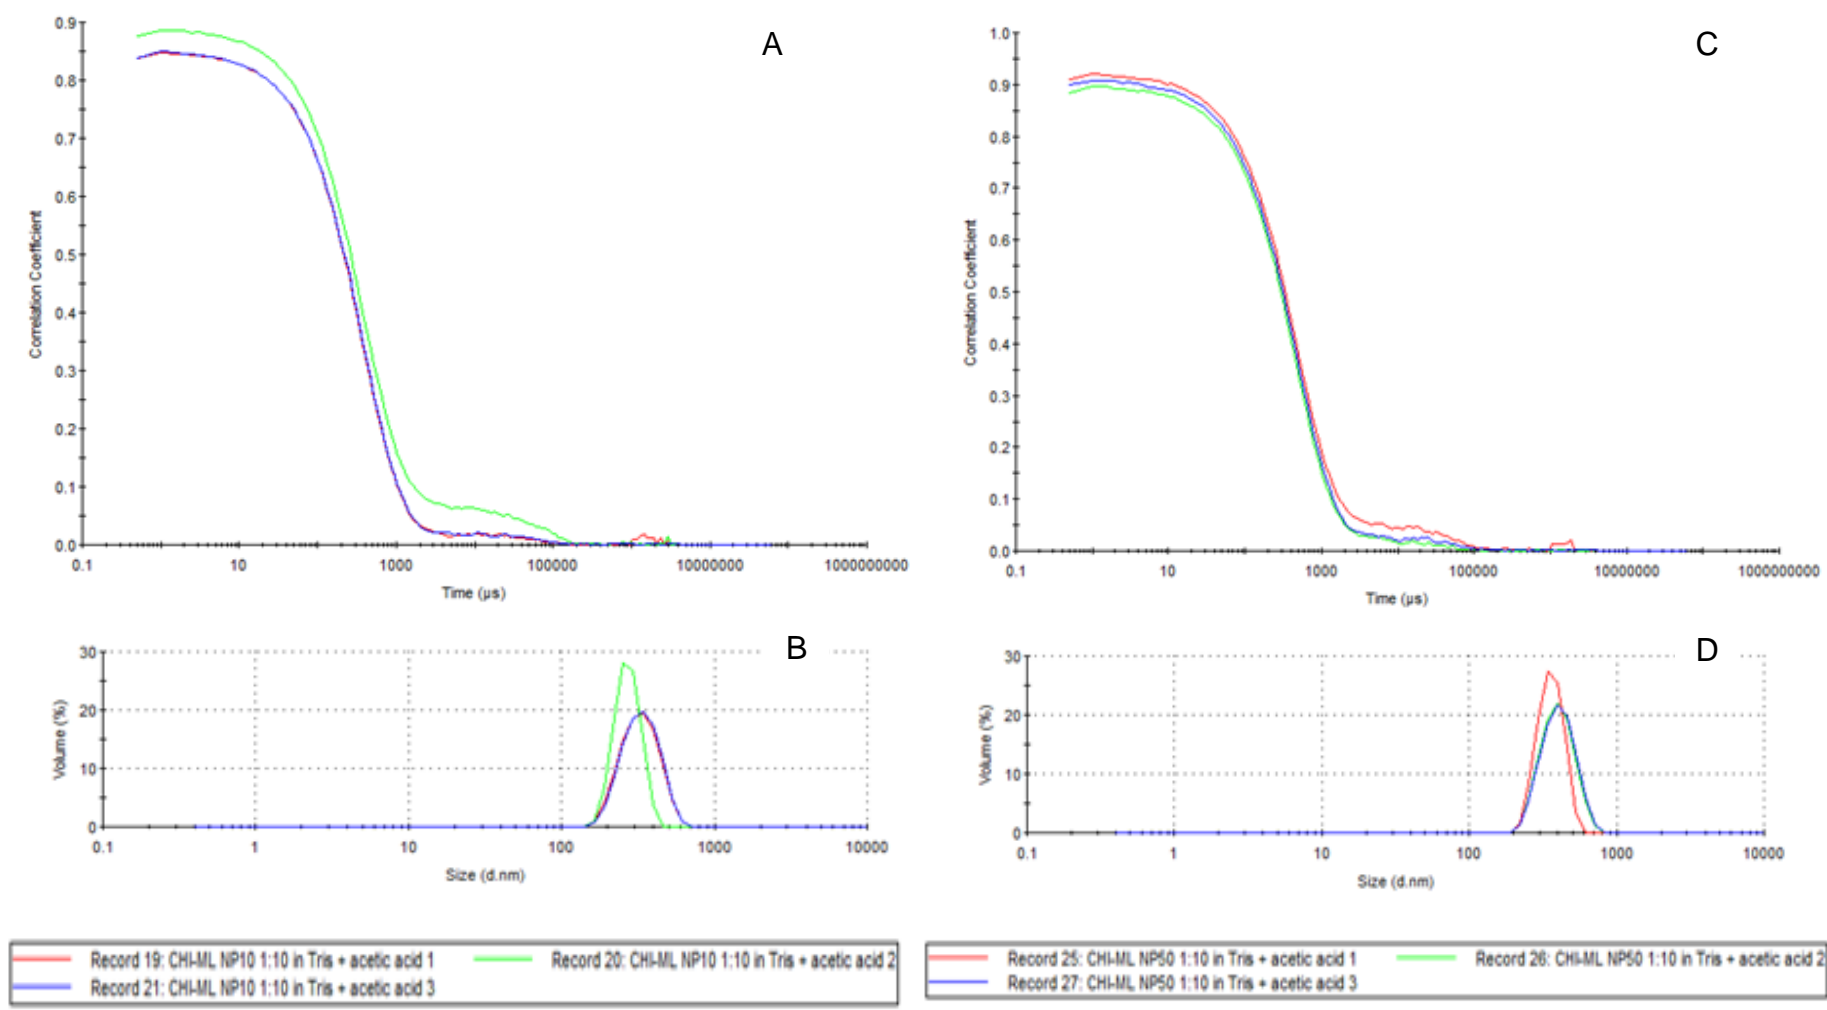 A
0.9
0.8
0.7
0.6
0.5
0.4
0.3
0.2
0.1
0.0
Correlation Coefficient
0.1 10 1000 100000 10000000 1000000000
Time (µs)
C
1.0
0.9
0.8
0.7
0.6
0.5
0.4
0.3
0.2
0.1
0.0
Correlation Coefficient
0.1 10 1000 100000 10000000 1000000000
Time (µs)
B
30
20
10
0
Volume (%)
0.1 1 10 100 1000 10000
Size (d.nm)
D
30
20
10
0
Volume (%)
0.1 1 10 100 1000 10000
Size (d.nm)
Record 19: CHI-ML NP10 1:10 in Tris + acetic acid 1 Record 20: CHI-ML NP10 1:10 in Tris + acetic acid 2
Record 21: CHI-ML NP10 1:10 in Tris + acetic acid 3
Record 25: CHI-ML NP50 1:10 in Tris + acetic acid 1 Record 26: CHI-ML NP50 1:10 in Tris + acetic acid 2
Record 27: CHI-ML NP50 1:10 in Tris + acetic acid 3